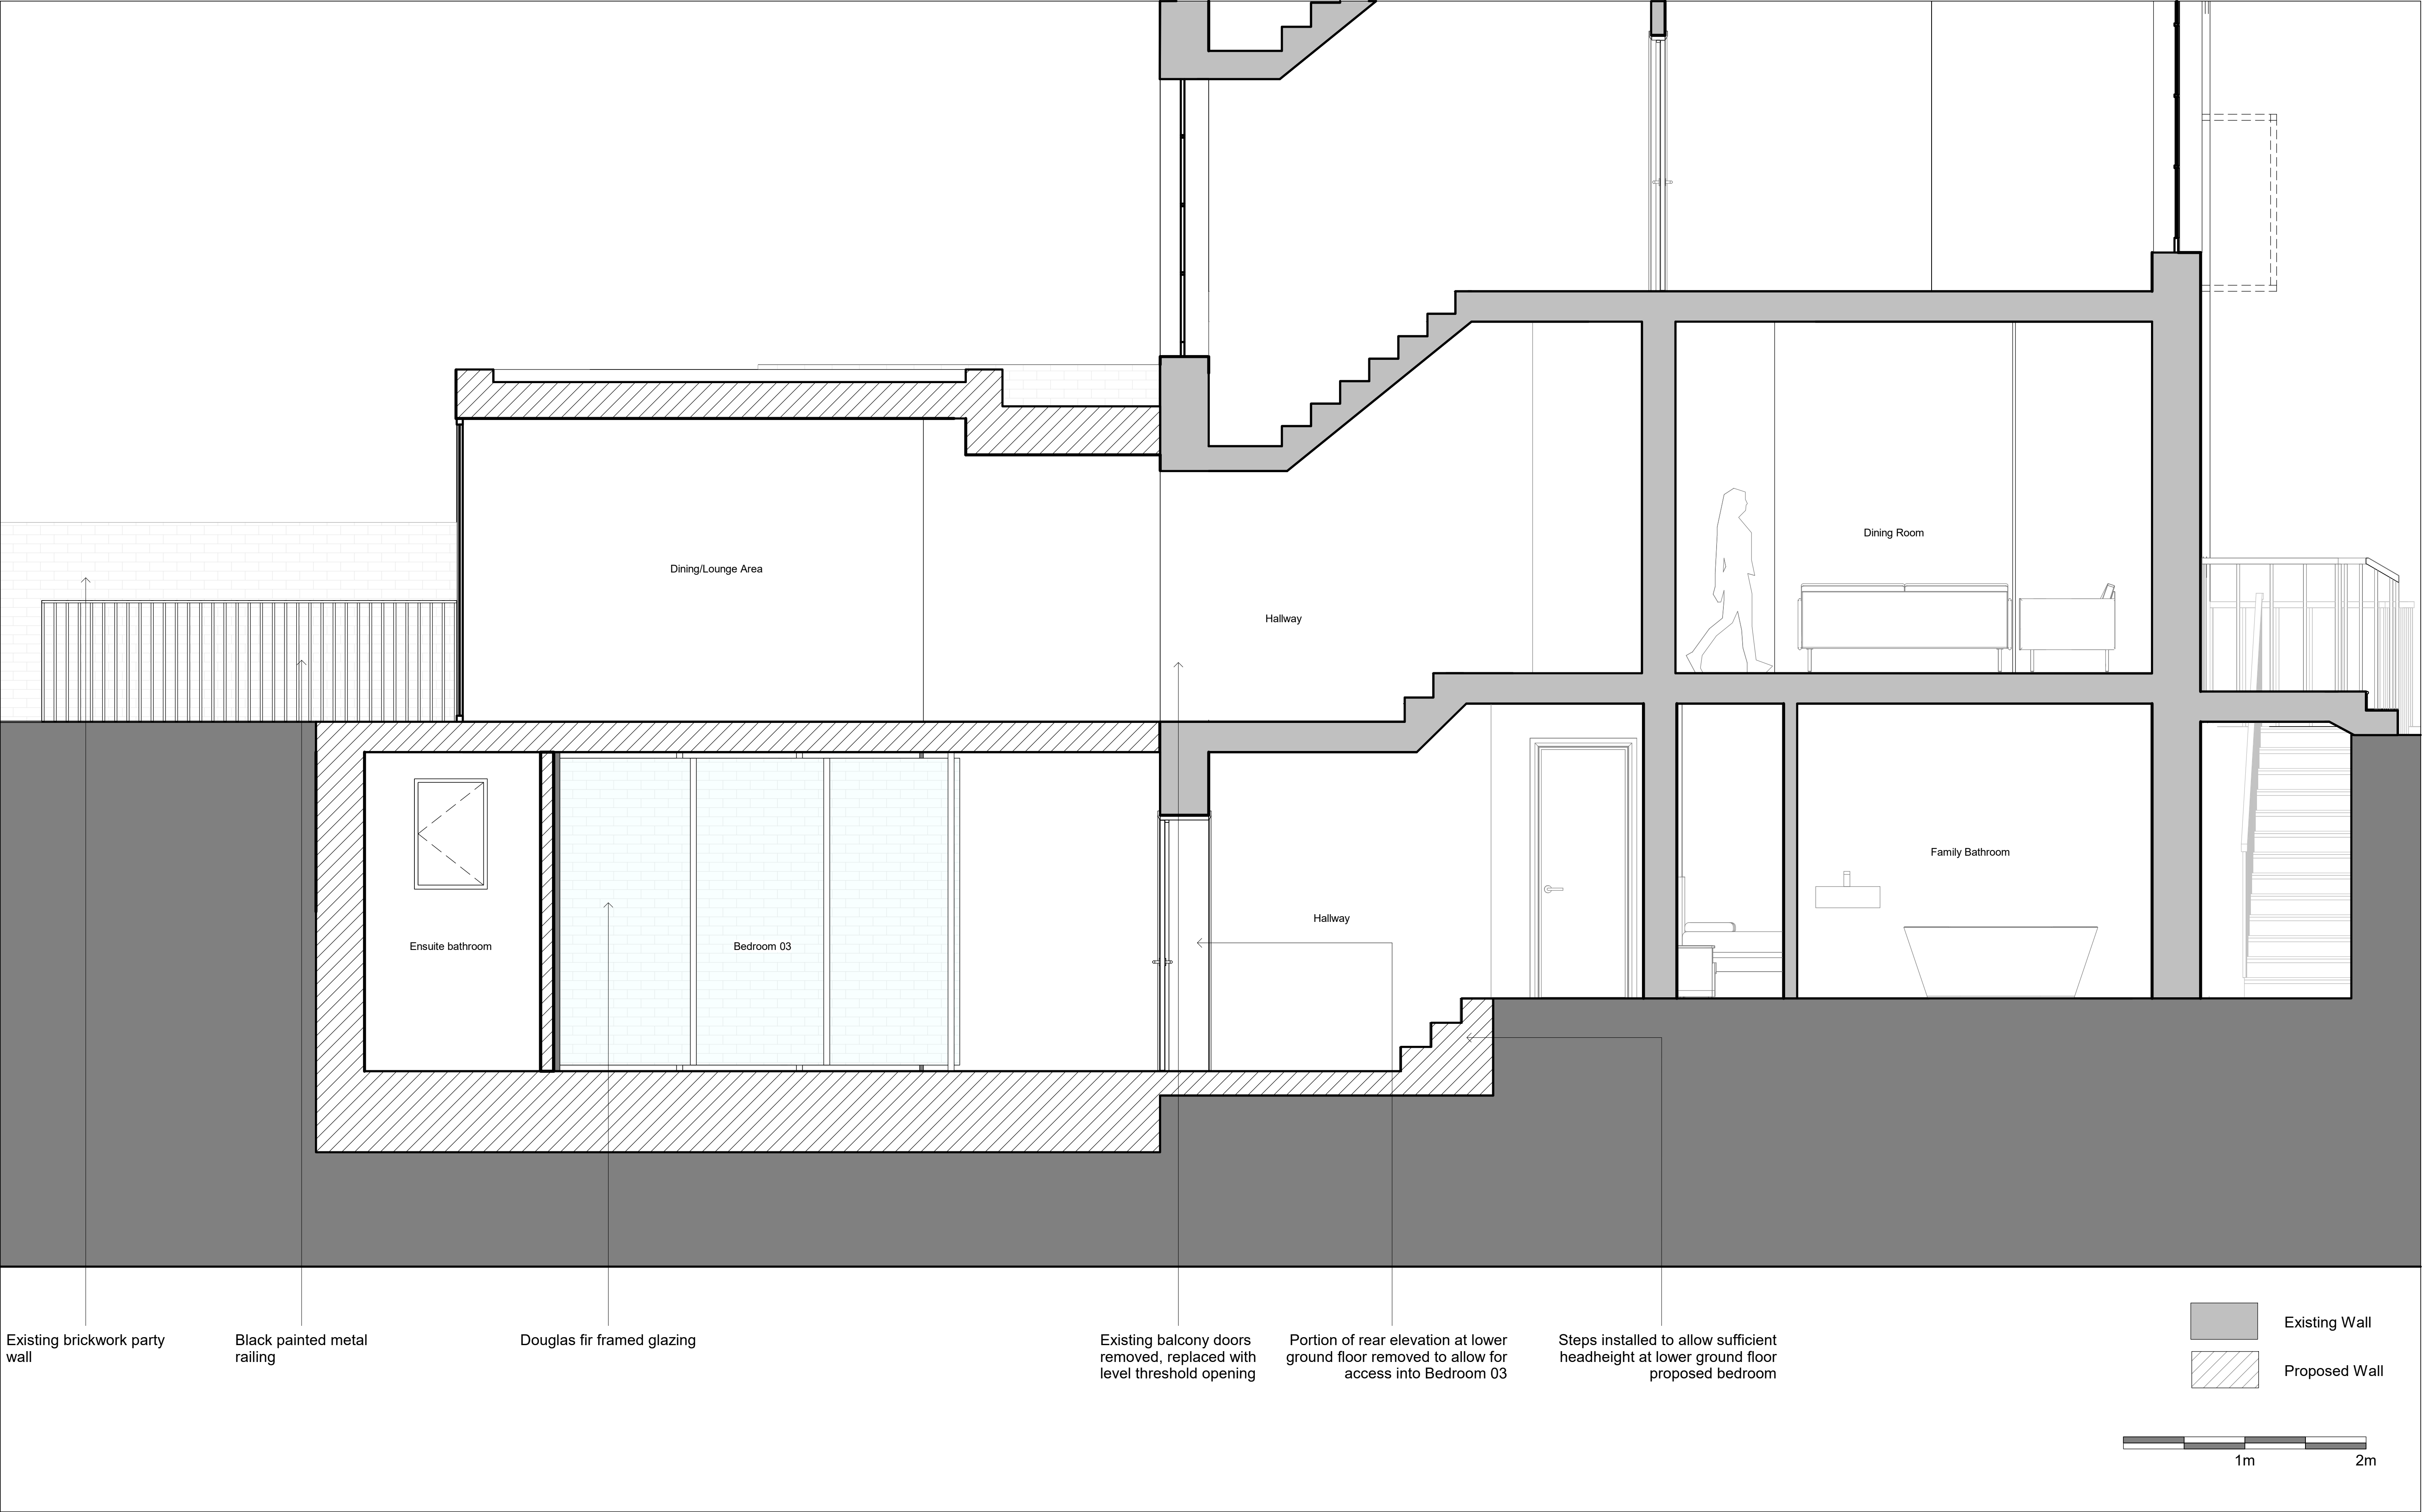 Dining Room
Dining/Lounge Area
Hallway
Family Bathroom
Hallway
Ensuite bathroom
Bedroom 03
Existing brickwork party
wall
Black painted metal
railing
Douglas fir framed glazing
Existing balcony doors
removed, replaced with
level threshold opening
Portion of rear elevation at lower
ground floor removed to allow for
access into Bedroom 03
Steps installed to allow sufficient
headheight at lower ground floor
proposed bedroom
Existing Wall
Proposed Wall
1m
2m